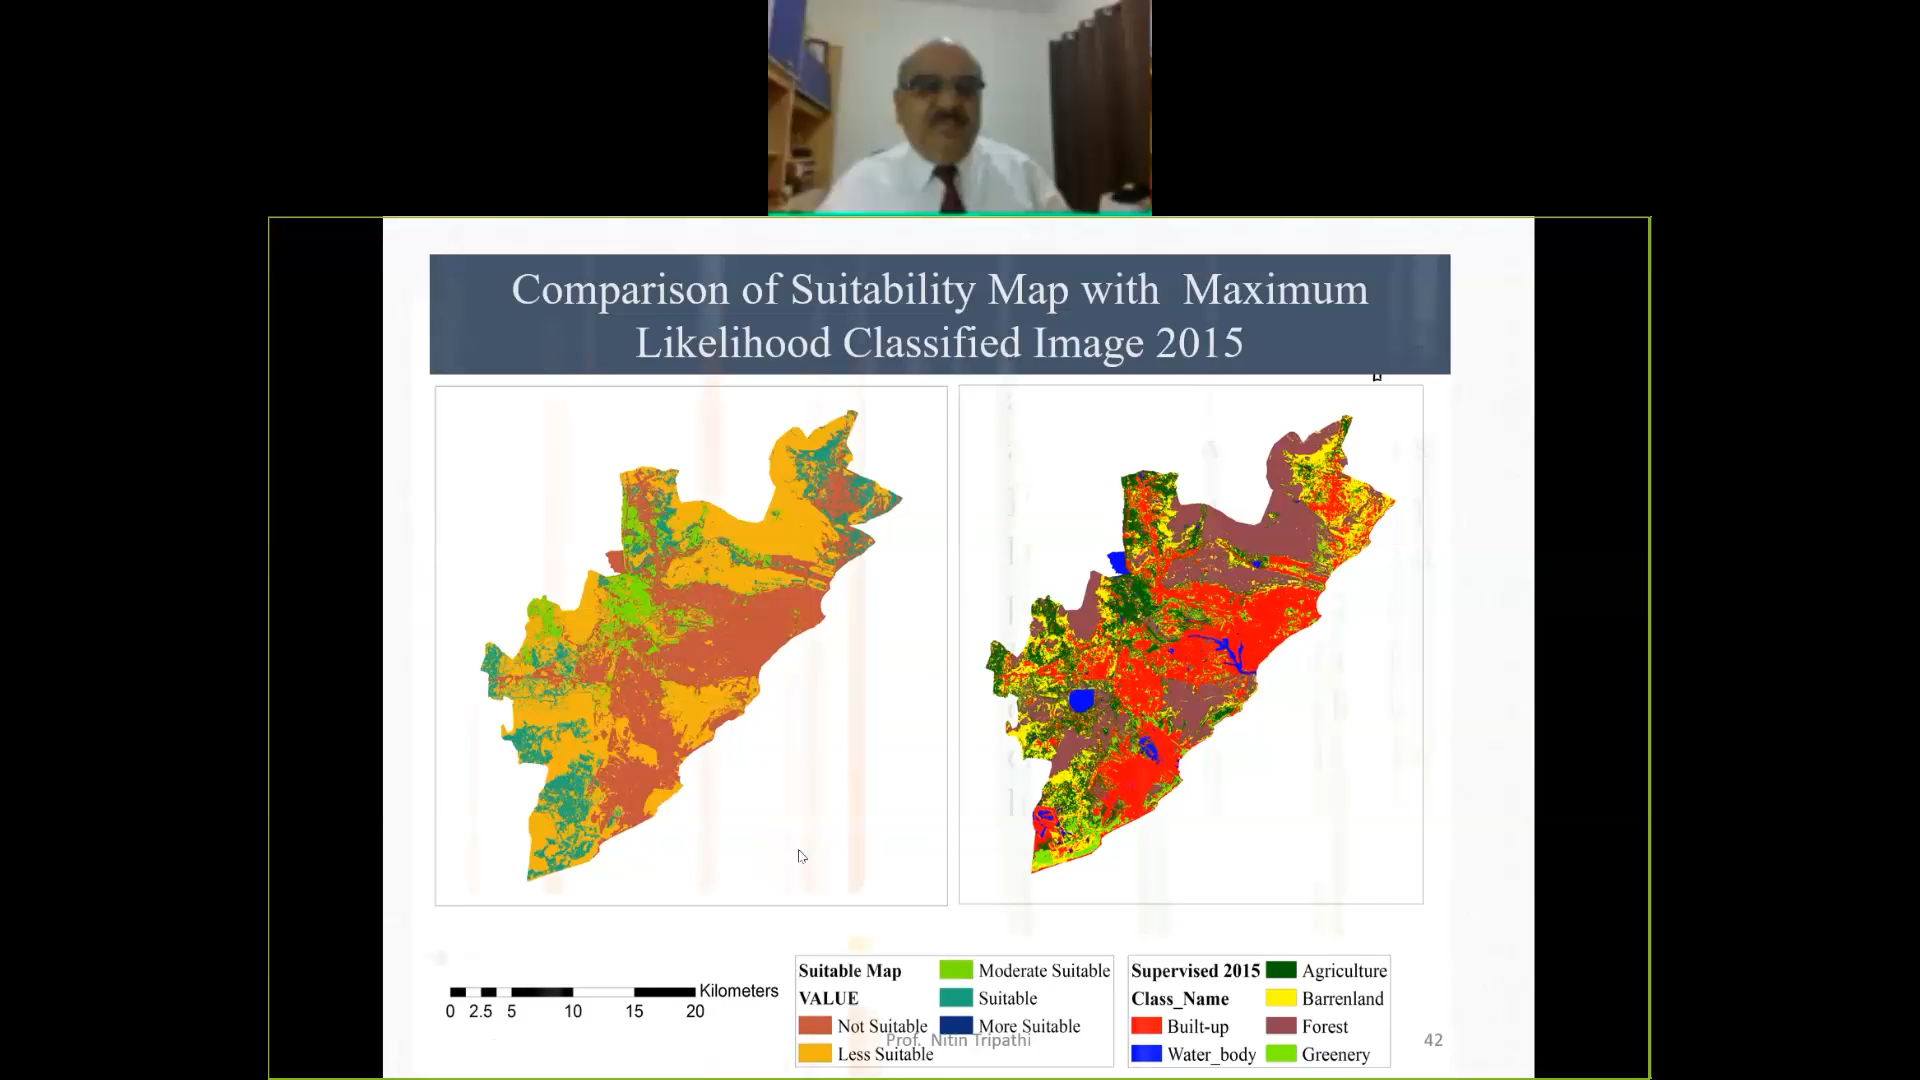 Comparison of Suitability Map with Maximum
Likelihood Classified Image 2015
Kilometers
0 2.5 5 10 15 20
Suitable Map
VALUE
Not Suitable
Less Suitable
Moderate Suitable
Suitable
More Suitable
Supervised 2015
Class_Name
Built-up
Water_body
Agriculture
Barrenland
Forest
Greenery
Prof. Nitin Tripathi
42